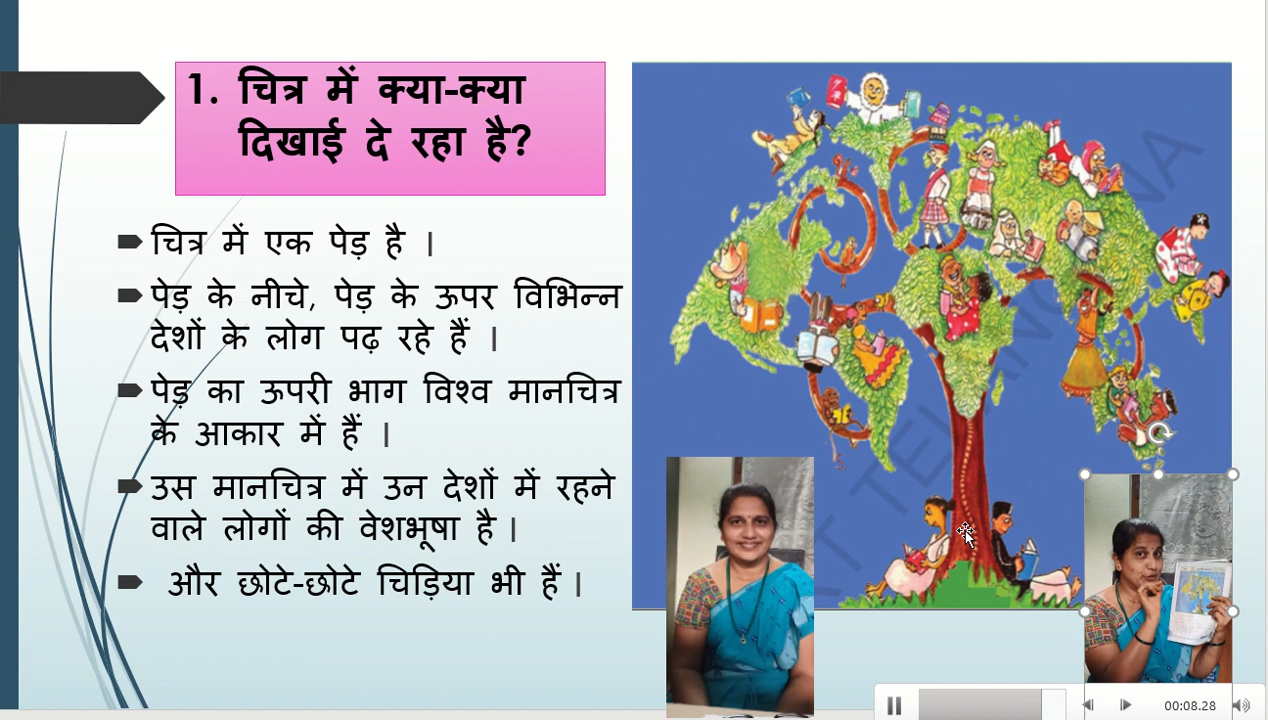 1. चित्र में क्या-क्या
दिखाई दे रहा है?
चित्र में एक पेड़ है ।
पेड़ के नीचे, पेड़ के ऊपर विभिन्न
देशों के लोग पढ़ रहे हैं ।
पेड़ का ऊपरी भाग विश्व मानचित्र
के आकार में हैं ।
उस मानचित्र में उन देशों में रहने
वाले लोगों की वेशभूषा है ।
और छोटे-छोटे चिड़िया भी हैं ।
00:08.28